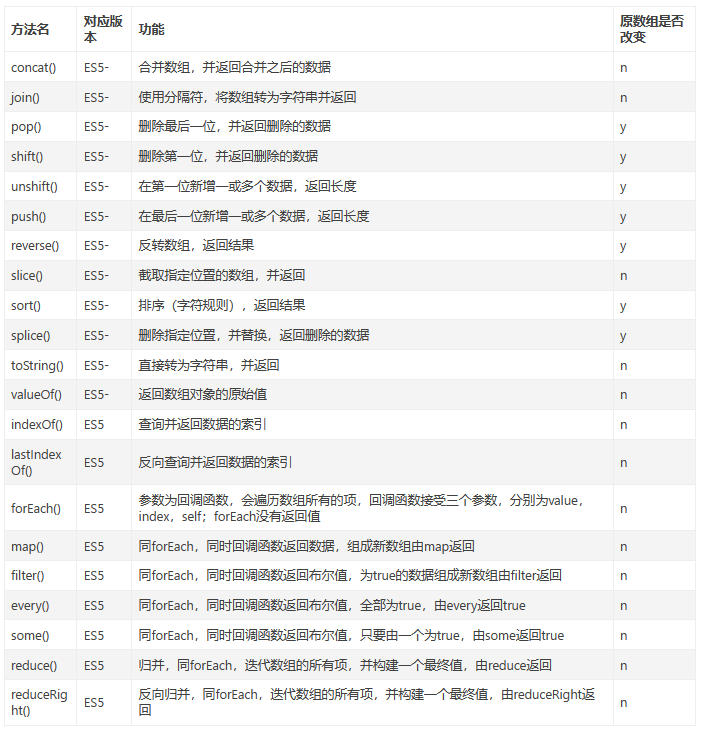 方法名 对应版本 功能 原数组是否改变
concat() ES5- 合并数组，并返回合并之后的数据 n
join() ES5- 使用分隔符，将数组转为字符串并返回 n
pop() ES5- 删除最后一位，并返回删除的数据 y
shift() ES5- 删除第一位，并返回删除的数据 y
unshift() ES5- 在第一位新增一或多个数据，返回长度 y
push() ES5- 在最后一位新增一或多个数据，返回长度 y
reverse() ES5- 反转数组，返回结果 y
slice() ES5- 截取指定位置的数组，并返回 n
sort() ES5- 排序（字符规则），返回结果 y
splice() ES5- 删除指定位置，并替换，返回删除的数据 y
toString() ES5- 直接转为字符串，并返回 n
valueOf() ES5- 返回数组对象的原始值 n
indexOf() ES5 查询并返回数据的索引 n
lastIndexOf() ES5 反向查询并返回数据的索引 n
forEach() ES5 参数为回调函数，会遍历数组所有的项，回调函数接受三个参数，分别为value，
index，self；forEach没有返回值 n
map() ES5 同forEach，同时回调函数返回数据，组成新数组由map返回 n
filter() ES5 同forEach，同时回调函数返回布尔值，为true的数据组成新数组由filter返回 n
every() ES5 同forEach，同时回调函数返回布尔值，全部为true，由every返回true n
some() ES5 同forEach，同时回调函数返回布尔值，只要由一个为true，由some返回true n
reduce() ES5 归并，同forEach，迭代数组的所有项，并构建一个最终值，由reduce返回 n
reduceRight() ES5 反向归并，同forEach，迭代数组的所有项，并构建一个最终值，由reduceRight返
回 n